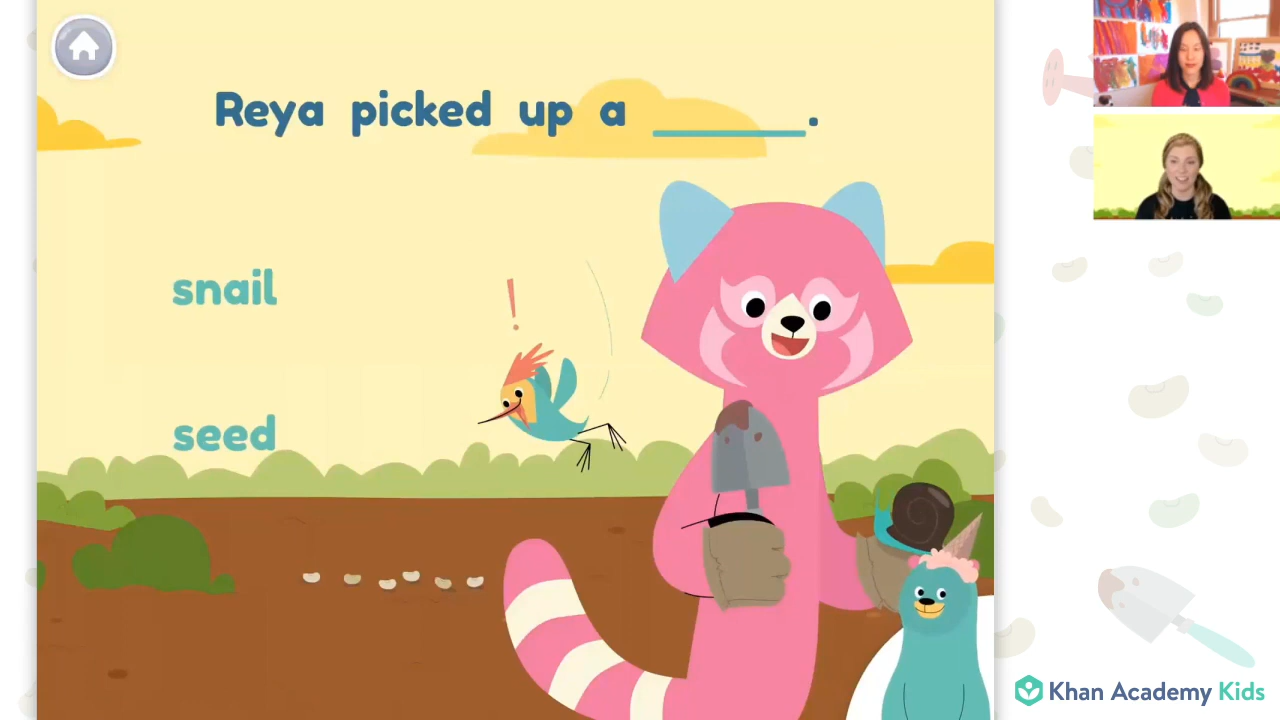 Reya picked up a ______.
snail
!
seed
Khan Academy Kids